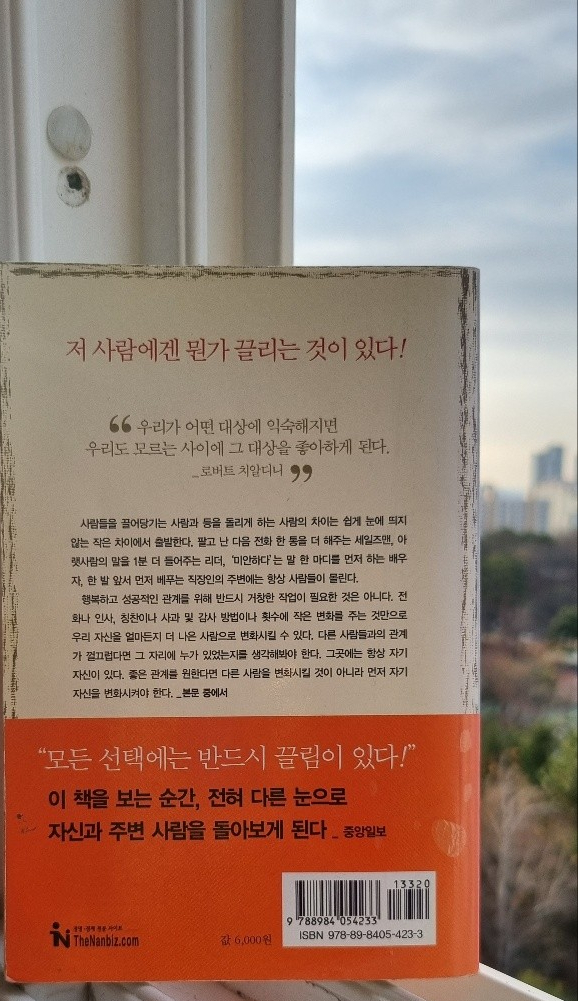 저 사람에겐 뭔가 끌리는 것이 있다!
“ 우리가 어떤 대상에 익숙해지면
우리도 모르는 사이에 그 대상을 좋아하게 된다.
_로버트 치알디니 ”
사람들을 끌어당기는 사람과 등을 돌리게 하는 사람의 차이는 쉽게 눈에 띄지
않는 작은 차이에서 출발한다. 팔고 난 다음 전화 한 통을 더 해주는 세일즈맨, 아
랫사람의 말을 1분 더 들어주는 리더, ‘미안하다’는 말 한 마디를 먼저 하는 배우
자, 한 발 앞서 먼저 베푸는 직장인의 주변에는 항상 사람들이 몰린다.
행복하고 성공적인 관계를 위해 반드시 거창한 작업이 필요한 것은 아니다. 전
화나 인사, 칭찬이나 사과 및 감사 방법이나 횟수에 작은 변화를 주는 것만으로
우리 자신을 얼마든지 더 나은 사람으로 변화시킬 수 있다. 다른 사람들과의 관계
가 껄끄럽다면 그 자리에 누가 있었는지를 생각해봐야 한다. 그곳에는 항상 자기
자신이 있다. 좋은 관계를 원한다면 다른 사람을 변화시킬 것이 아니라 먼저 자기
자신을 변화시켜야 한다. _본문 중에서
“모든 선택에는 반드시 끌림이 있다!”
이 책을 보는 순간, 전혀 다른 눈으로
자신과 주변 사람을 돌아보게 된다 _ 중앙일보
13320
9 788984 054233
ISBN 978-89-8405-423-3
경영·경제 전문 사이트
TheNanbiz.com
값 6,000원